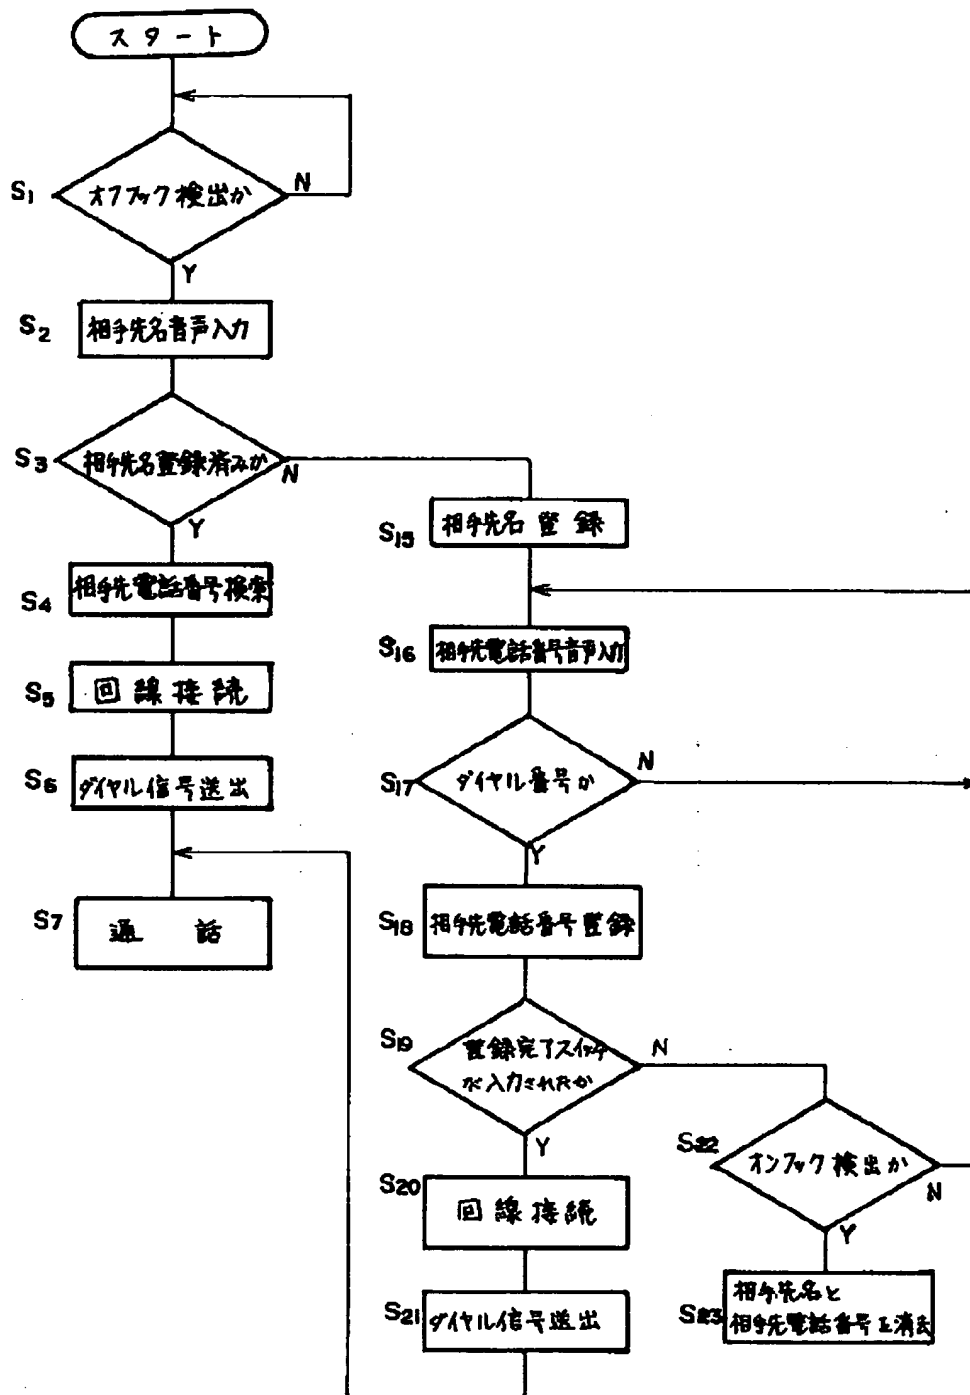 スタート
S1
オフフック検出か
N
Y
S2
相手先名音声入力
S3
相手先名登録済みか
N
Y
S4
相手先電話番号検索
S5
回線接続
S6
ダイヤル信号送出
S7
通話
S15
相手先名登録
S16
相手先電話番号音声入力
S17
ダイヤル番号か
N
Y
S18
相手先電話番号登録
S19
登録完了スイッチ
が入力されたか
N
Y
S20
回線接続
S21
ダイヤル信号送出
S22
オンフック検出か
N
Y
S23
相手先名と
相手先電話番号を消去